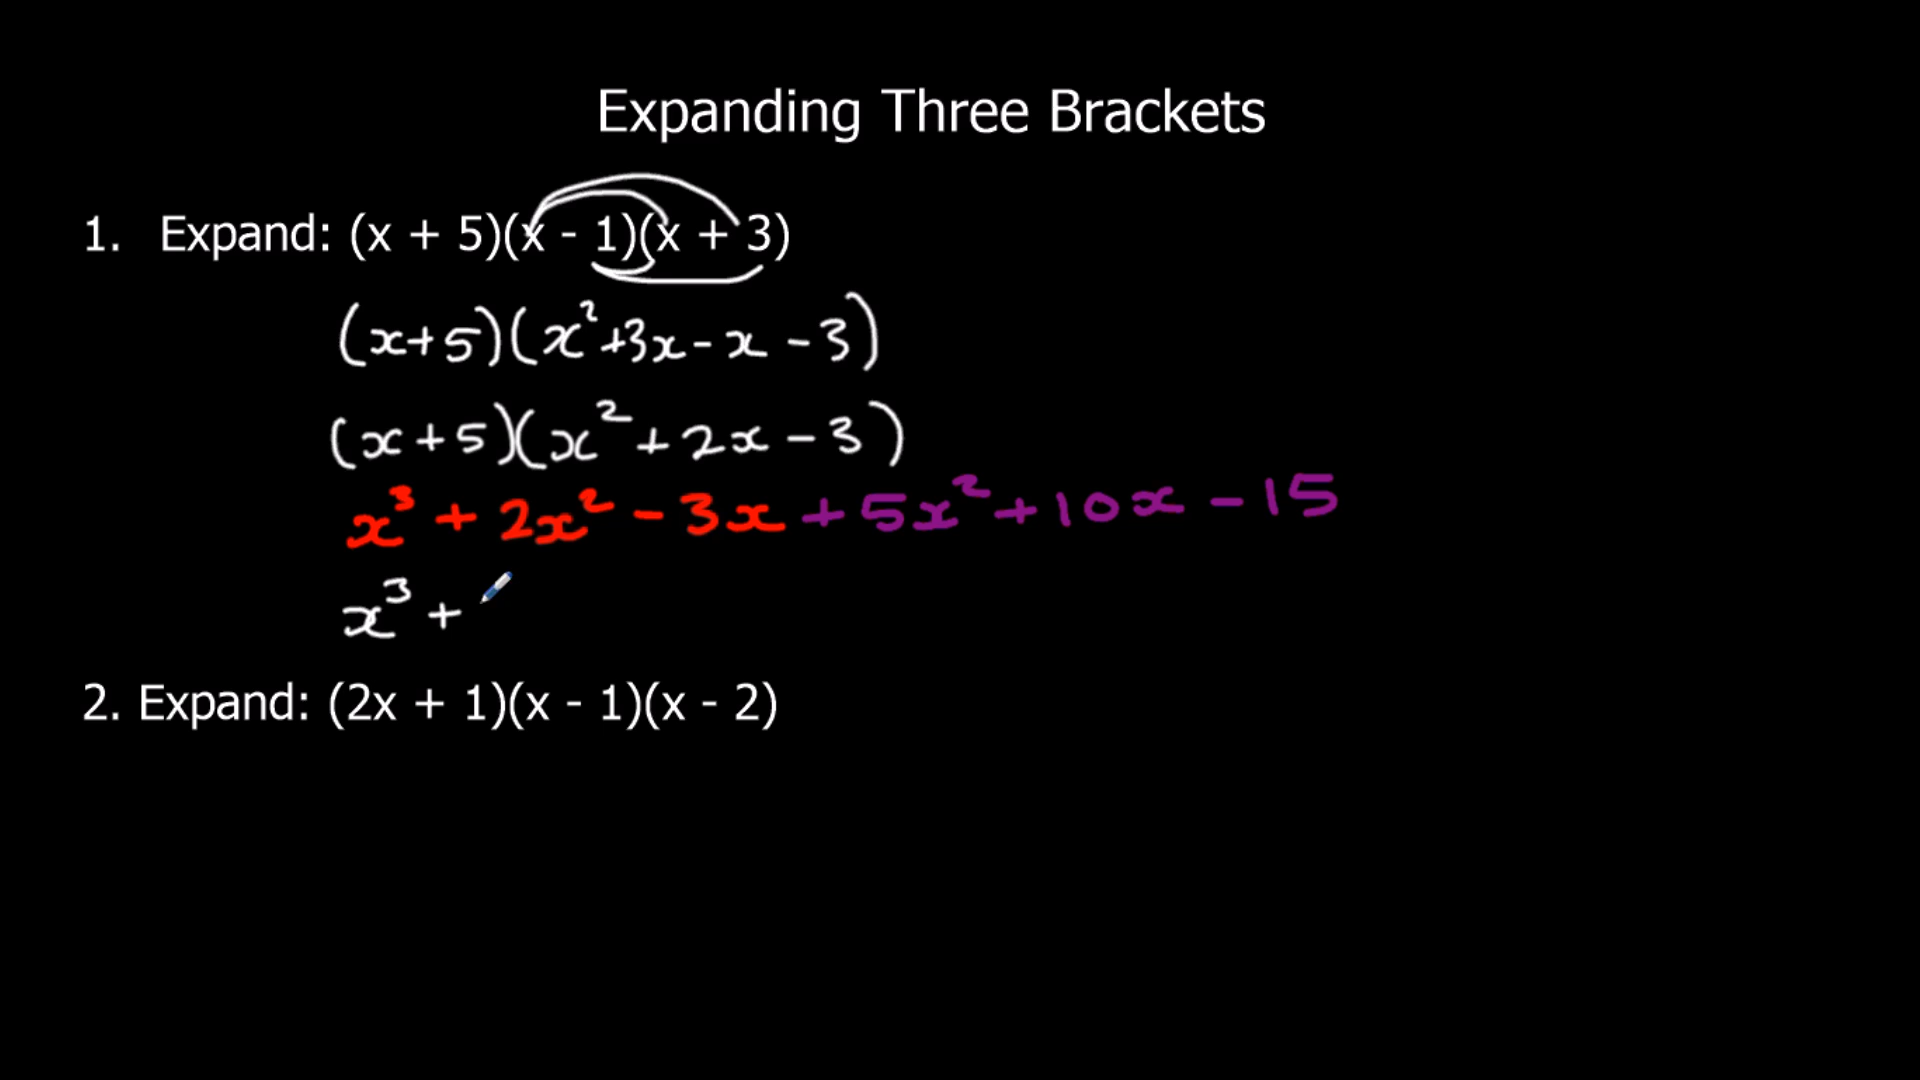 Expanding Three Brackets
1. Expand: (x + 5)(x - 1)(x + 3)
(x+5)(x²+3x-x-3)
(x+5)(x²+2x-3)
x³+2x²-3x+5x²+10x-15
x³+
2. Expand: (2x + 1)(x - 1)(x - 2)